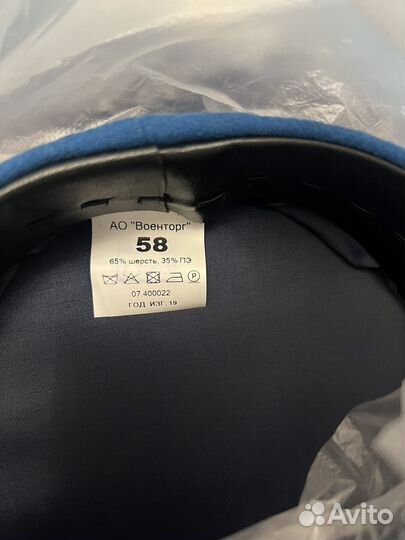 АО "Военторг"
58
65% шерсть, 35% ПЭ
07.400022
ГОД ИЗГ. 19
Avito